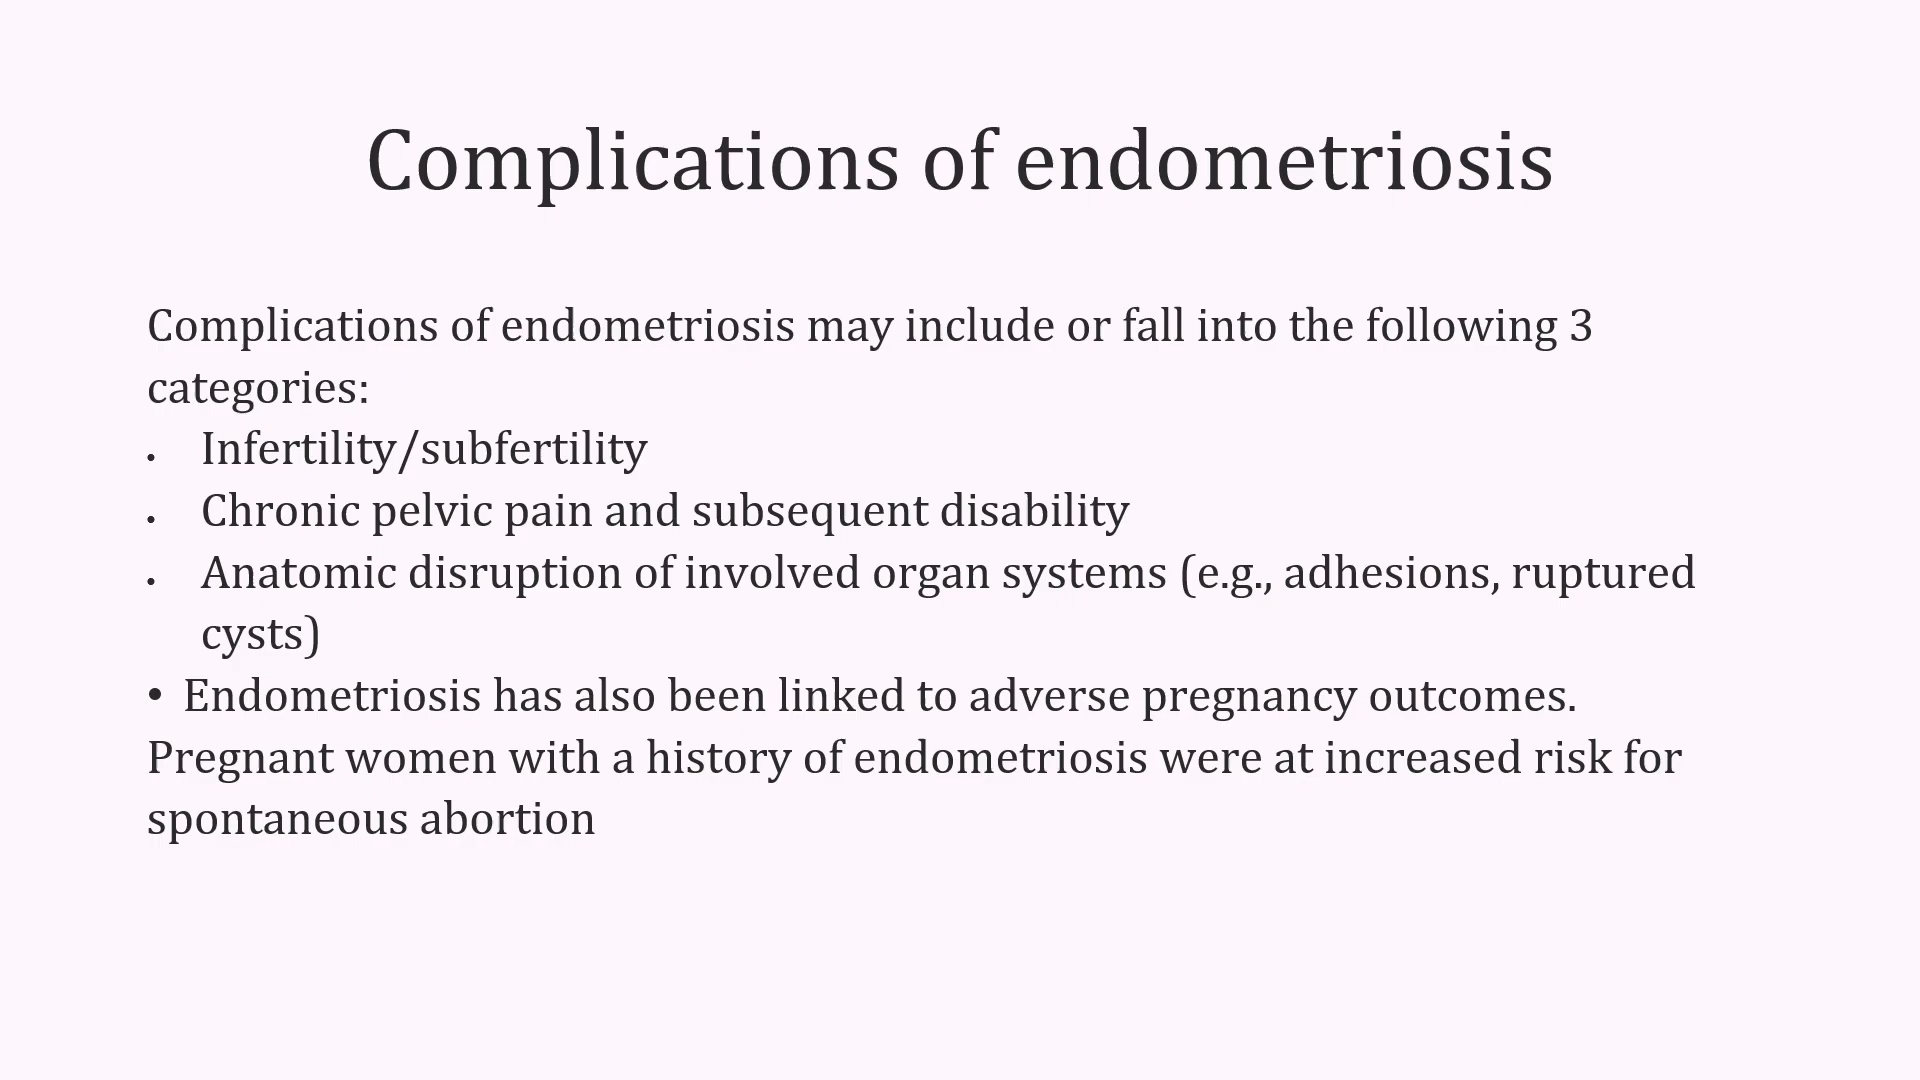 Complications of endometriosis
Complications of endometriosis may include or fall into the following 3
categories:
• Infertility/subfertility
• Chronic pelvic pain and subsequent disability
• Anatomic disruption of involved organ systems (e.g., adhesions, ruptured
cysts)
• Endometriosis has also been linked to adverse pregnancy outcomes.
Pregnant women with a history of endometriosis were at increased risk for
spontaneous abortion